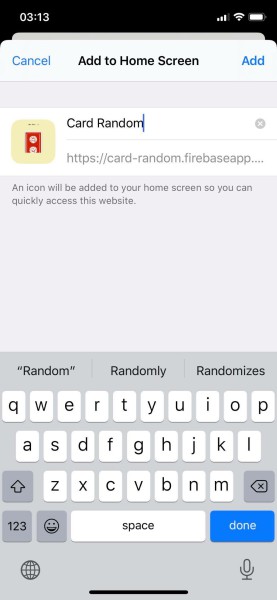 03:13
Cancel
Add to Home Screen
Add
Card Random
https://card-random.firebaseapp....
An icon will be added to your home screen so you can
quickly access this website.
“Random” Randomly Randomizes
q w e r t y u i o p
a s d f g h j k l
z x c v b n m
123 space done